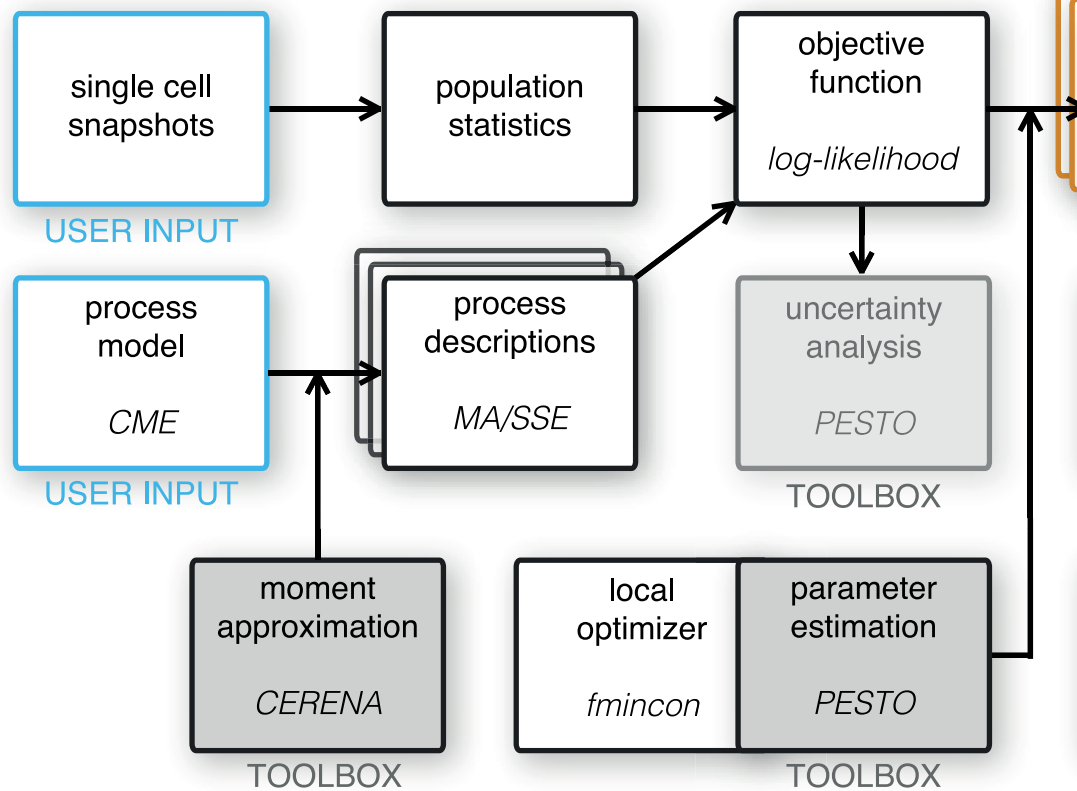 single cell
snapshots
USER INPUT
population
statistics
objective
function
log-likelihood
process
model
CME
USER INPUT
process
descriptions
MA/SSE
uncertainty
analysis
PESTO
TOOLBOX
moment
approximation
CERENA
TOOLBOX
local
optimizer
fmincon
parameter
estimation
PESTO
TOOLBOX